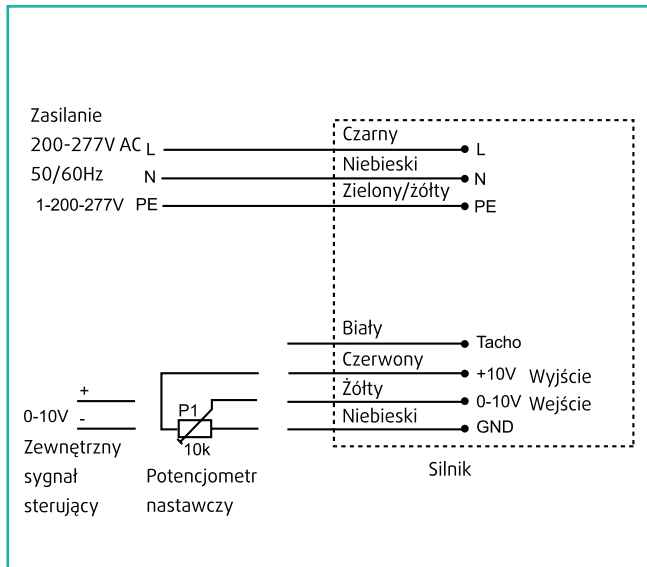 Zasilanie
200-277V AC L Czarny L
50/60Hz N Niebieski N
1-200-277V PE Zielony/żółty PE
Biały Tacho
Czerwony +10V Wyjście
+ Żółty 0-10V Wejście
0-10V - P1 Niebieski GND
10k
Zewnętrzny
sygnał
sterujący
Potencjometr
nastawczy
Silnik